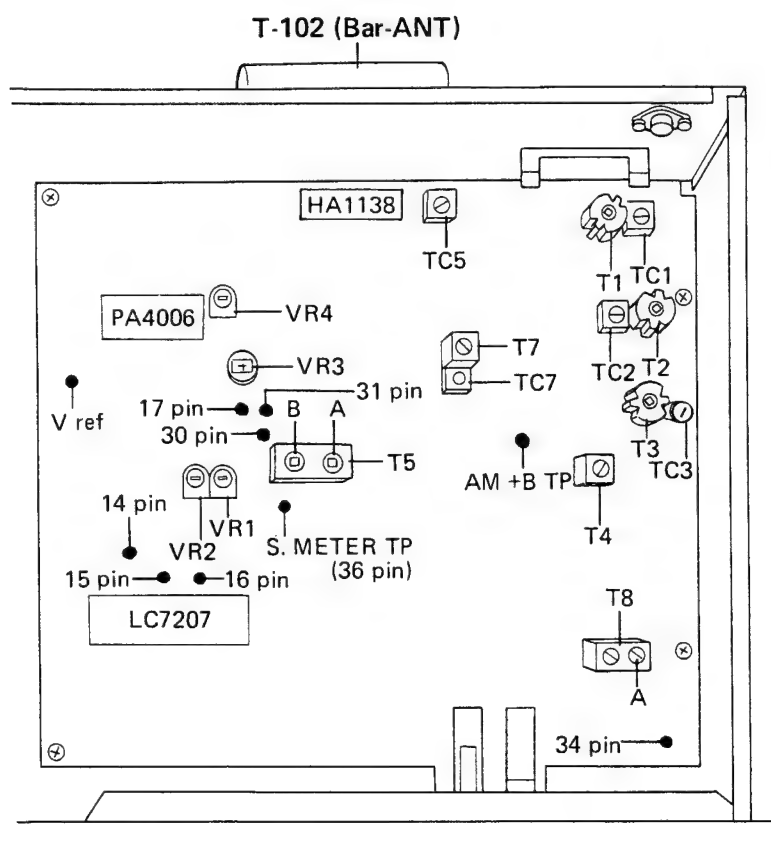 T-102 (Bar-ANT)
HA1138
TC5
T1
TC1
PA4006
VR4
TC2
T2
T7
TC7
VR3
31 pin
17 pin
B
A
V ref
30 pin
T5
T3
TC3
AM +B TP
14 pin
VR1
VR2
S. METER TP
(36 pin)
T4
15 pin
16 pin
LC7207
T8
A
34 pin